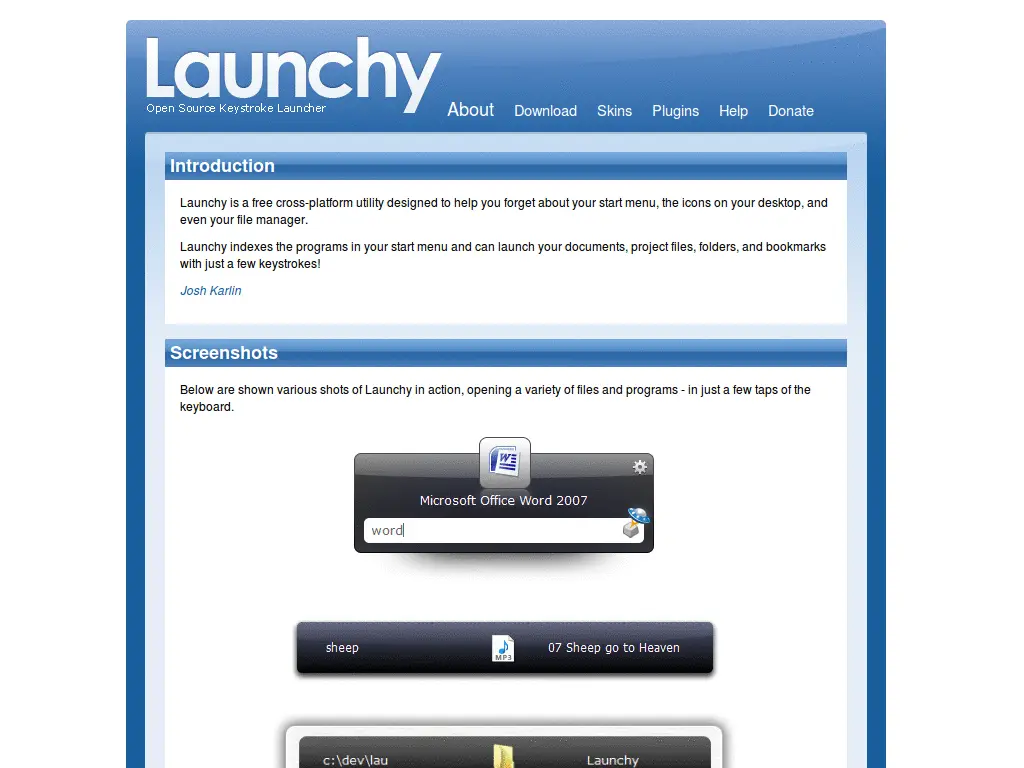 Launchy
Open Source Keystroke Launcher
About Download Skins Plugins Help Donate
Introduction
Launchy is a free cross-platform utility designed to help you forget about your start menu, the icons on your desktop, and
even your file manager.
Launchy indexes the programs in your start menu and can launch your documents, project files, folders, and bookmarks
with just a few keystrokes!
Josh Karlin
Screenshots
Below are shown various shots of Launchy in action, opening a variety of files and programs - in just a few taps of the
keyboard.
W
Microsoft Office Word 2007
word
sheep MP3 07 Sheep go to Heaven
c:\dev\lau Launchy